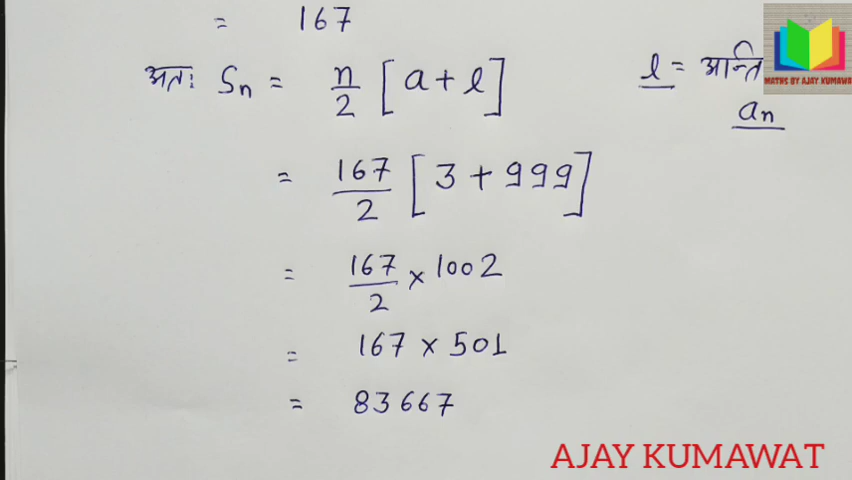 = 167
अतः Sn = n/2 [a + l]
l = अन्ति
an
= 167/2 [3 + 999]
= 167/2 × 1002
= 167 × 501
= 83667
MATHS BY AJAY KUMAWA
AJAY KUMAWAT